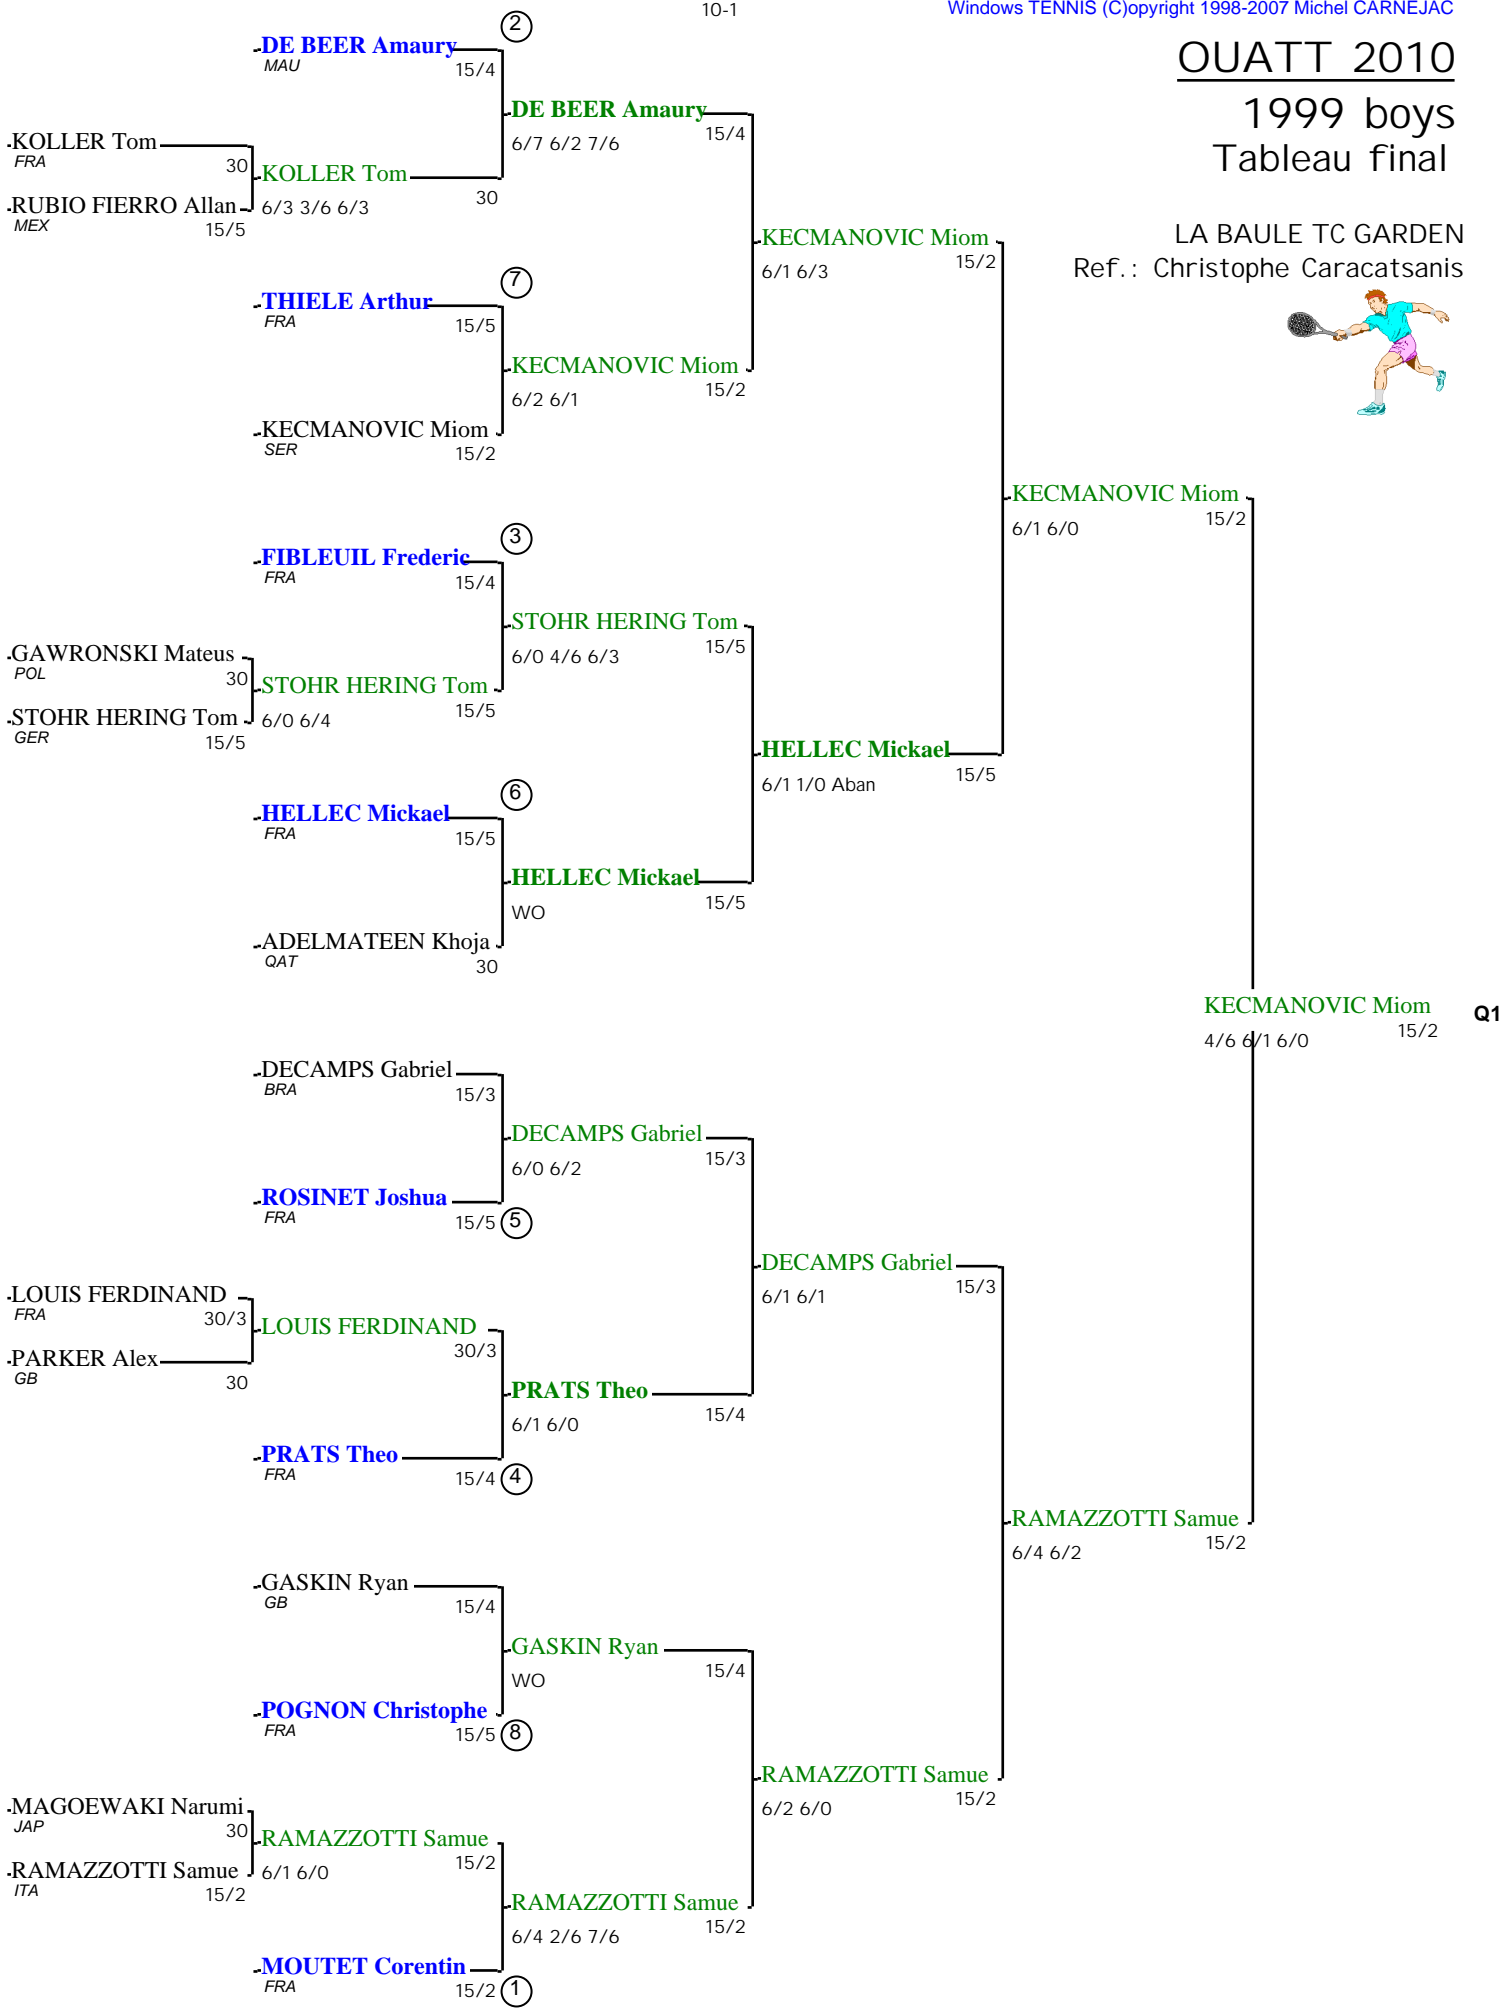 10-1
Windows TENNIS (C)opyright 1998-2007 Michel CARNEJAC
OUATT 2010
1999 boys
Tableau final
LA BAULE TC GARDEN
Ref.: Christophe Caracatsanis
2
DE BEER Amaury
MAU
15/4
DE BEER Amaury
15/4
6/7 6/2 7/6
KOLLER Tom
FRA
30
KOLLER Tom
30
6/3 3/6 6/3
RUBIO FIERRO Allan
MEX
15/5
KECMANOVIC Miom
15/2
6/1 6/3
7
THIELE Arthur
FRA
15/5
KECMANOVIC Miom
15/2
6/2 6/1
KECMANOVIC Miom
SER
15/2
KECMANOVIC Miom
15/2
6/1 6/0
3
FIBLEUIL Frederic
FRA
15/4
STOHR HERING Tom
15/5
6/0 4/6 6/3
GAWRONSKI Mateus
POL
30
STOHR HERING Tom
15/5
6/0 6/4
STOHR HERING Tom
GER
15/5
HELLEC Mickael
15/5
6/1 1/0 Aban
6
HELLEC Mickael
FRA
15/5
HELLEC Mickael
15/5
WO
ADELMATEEN Khoja
QAT
30
KECMANOVIC Miom
15/2
4/6 6/1 6/0
Q1
DECAMPS Gabriel
BRA
15/3
DECAMPS Gabriel
15/3
6/0 6/2
ROSINET Joshua
FRA
15/5
5
DECAMPS Gabriel
15/3
6/1 6/1
LOUIS FERDINAND
FRA
30/3
LOUIS FERDINAND
30/3
PARKER Alex
GB
30
PRATS Theo
15/4
6/1 6/0
PRATS Theo
FRA
15/4
4
RAMAZZOTTI Samue
15/2
6/4 6/2
GASKIN Ryan
GB
15/4
GASKIN Ryan
15/4
WO
POGNON Christophe
FRA
15/5
8
RAMAZZOTTI Samue
15/2
6/2 6/0
MAGOEWAKI Narumi
JAP
30
RAMAZZOTTI Samue
15/2
6/1 6/0
RAMAZZOTTI Samue
ITA
15/2
RAMAZZOTTI Samue
15/2
6/4 2/6 7/6
MOUTET Corentin
FRA
15/2
1